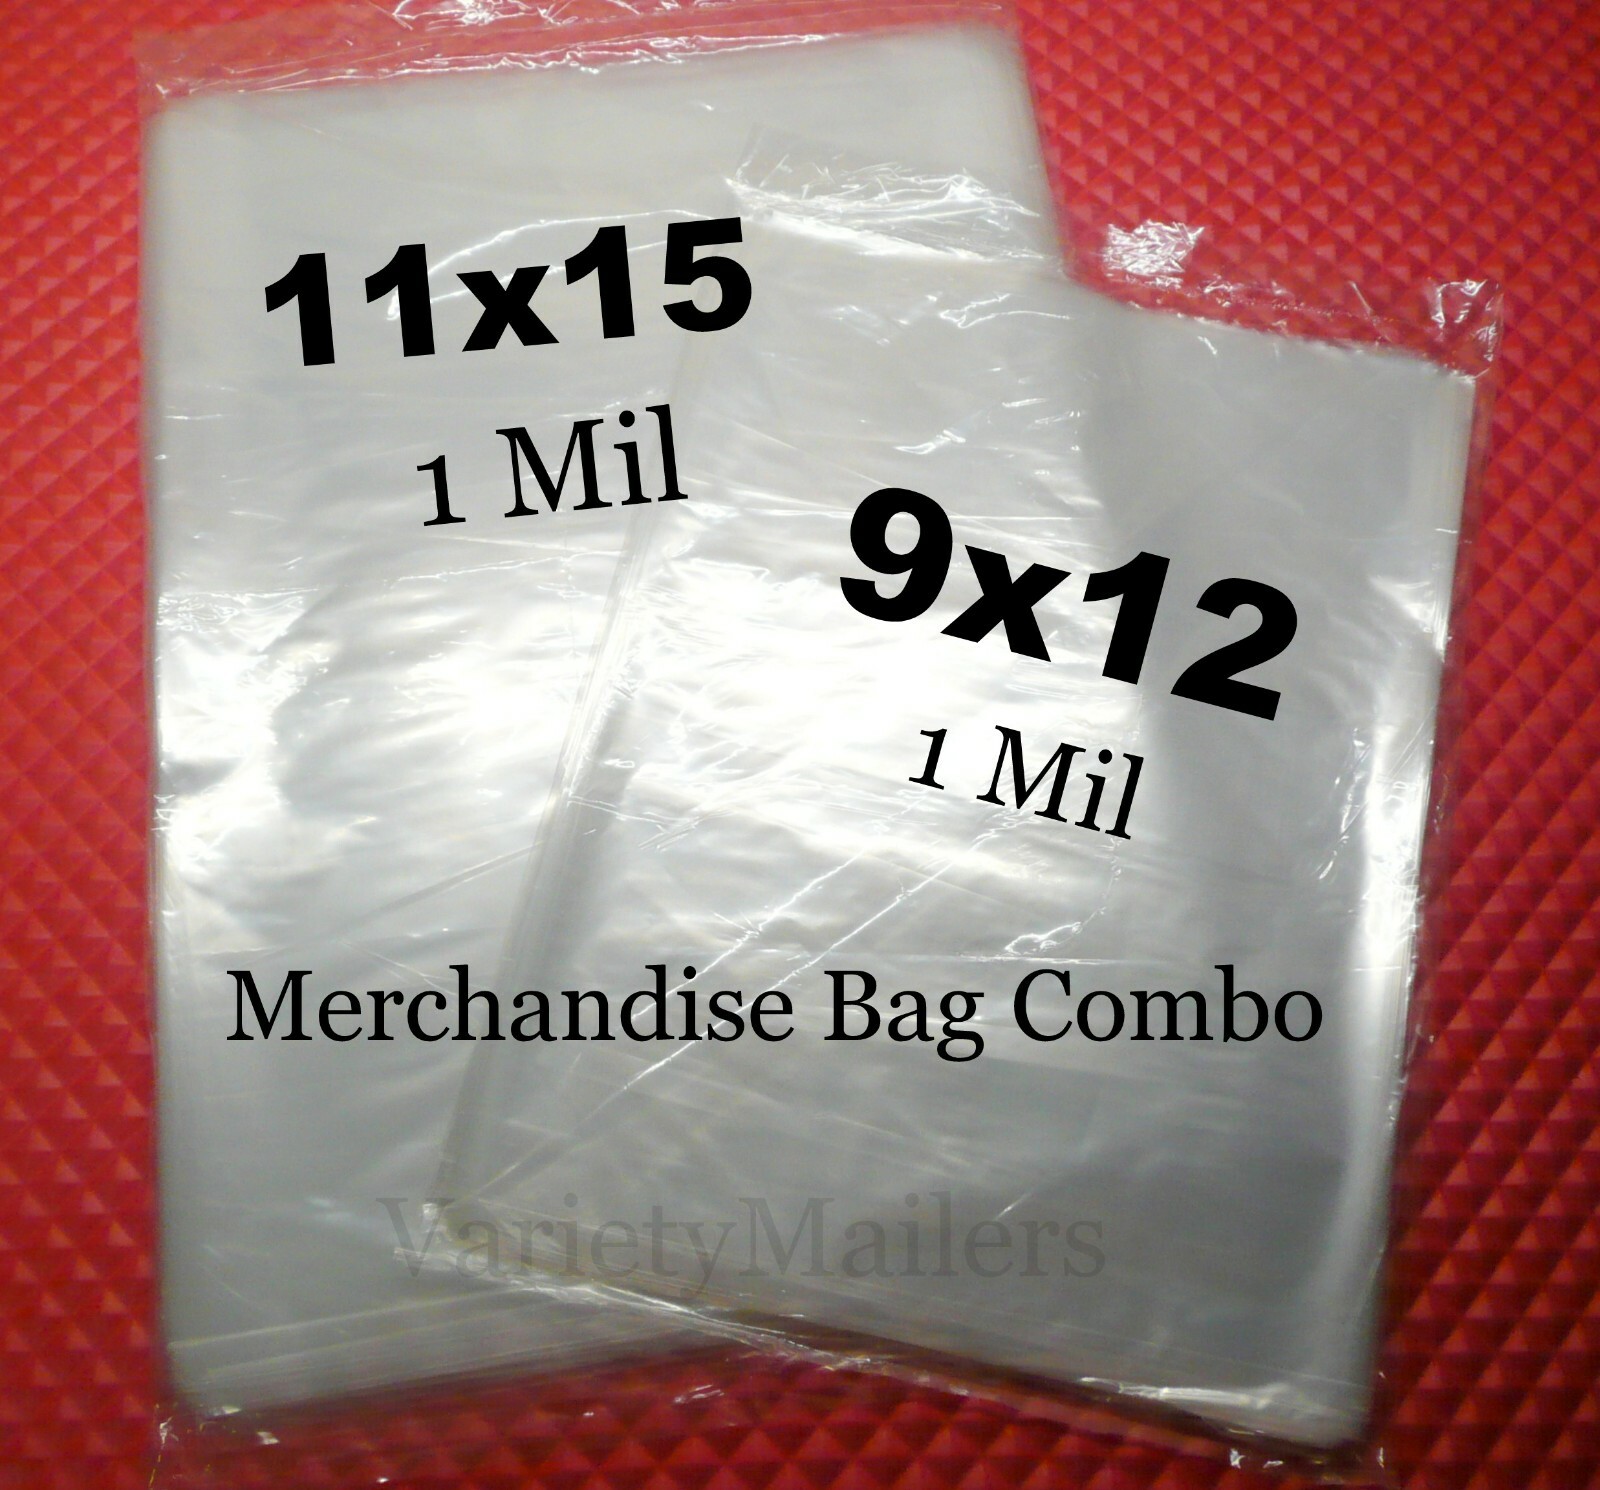 11x15
1 Mil
9x12
1 Mil
Merchandise Bag Combo
VarietyMailers